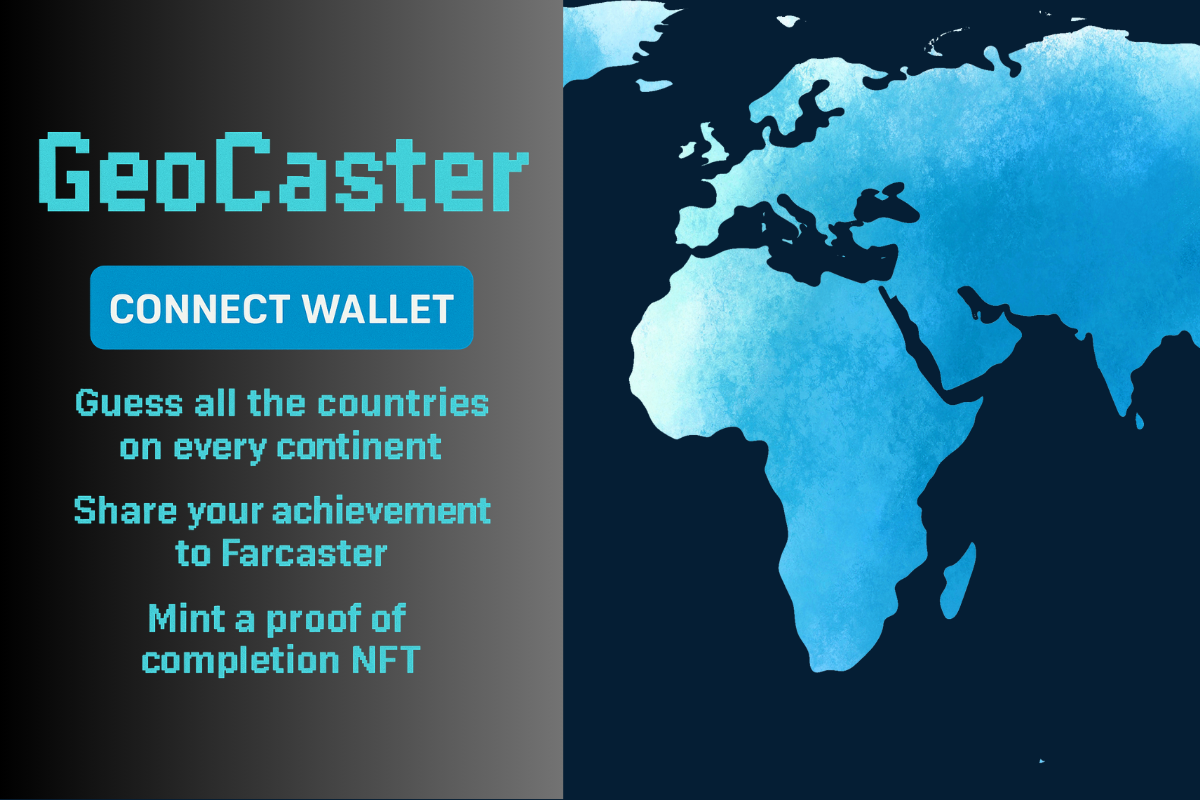 GeoCaster
CONNECT WALLET
Guess all the countries
on every continent
Share your achievement
to Farcaster
Mint a proof of
completion NFT